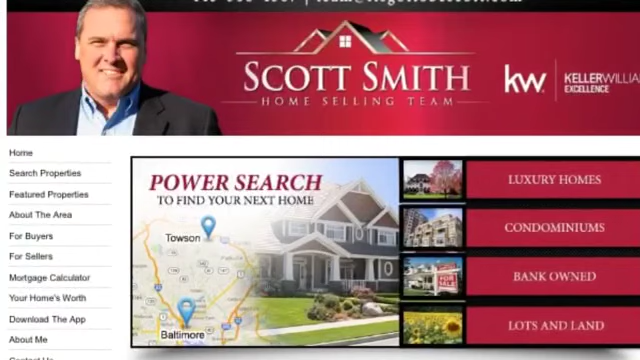 SCOTT SMITH
HOME SELLING TEAM
kw
KELLERWILLIA
EXCELLENCE
Home
Search Properties
Featured Properties
About The Area
For Buyers
For Sellers
Mortgage Calculator
Your Home's Worth
Download The App
About Me
POWER SEARCH
TO FIND YOUR NEXT HOME
Towson
Baltimore
LUXURY HOMES
CONDOMINIUMS
BANK OWNED
FOR SALE
LOTS AND LAND